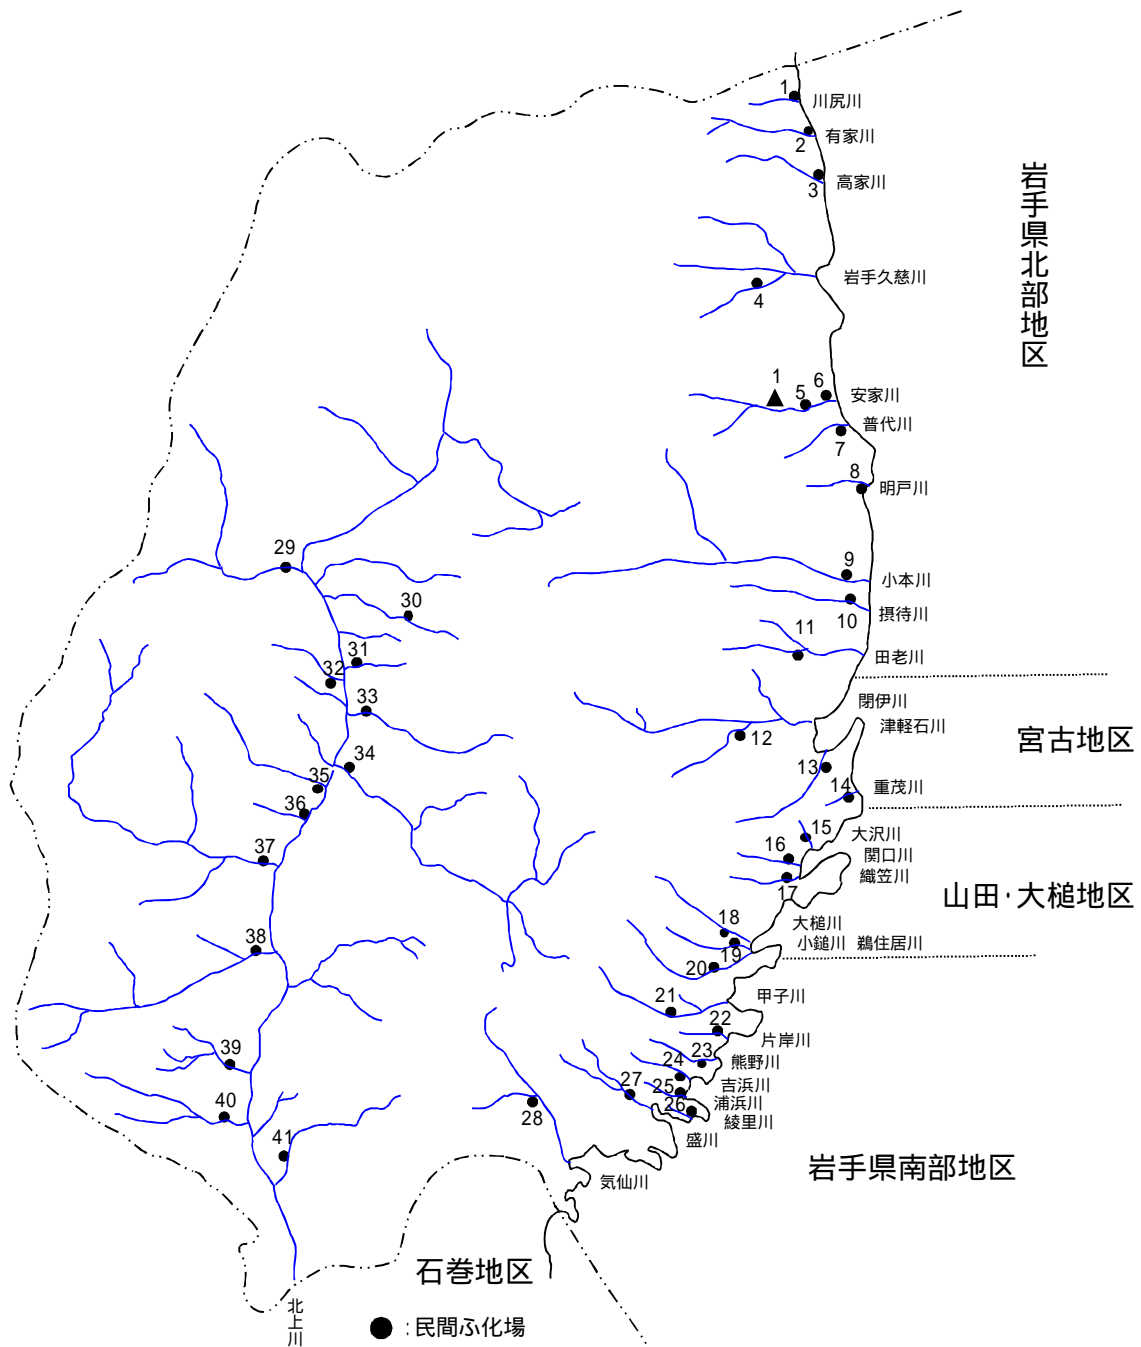 1
川尻川
有家川
2
高家川
3
岩手県北部地区
岩手久慈川
4
1
6
5
安家川
普代川
7
8
明戸川
9
小本川
摂待川
10
11
田老川
閉伊川
津軽石川
宮古地区
12
13
14
重茂川
15
大沢川
16
関口川
織笠川
17
山田・大槌地区
18
大槌川
小鎚川 鵜住居川
19
20
21
甲子川
22
片岸川
23
熊野川
24
吉浜川
25
浦浜川
26
綾里川
27
盛川
28
気仙川
岩手県南部地区
29
30
31
32
33
34
35
36
37
38
39
40
41
石巻地区
北上川
●:民間ふ化場